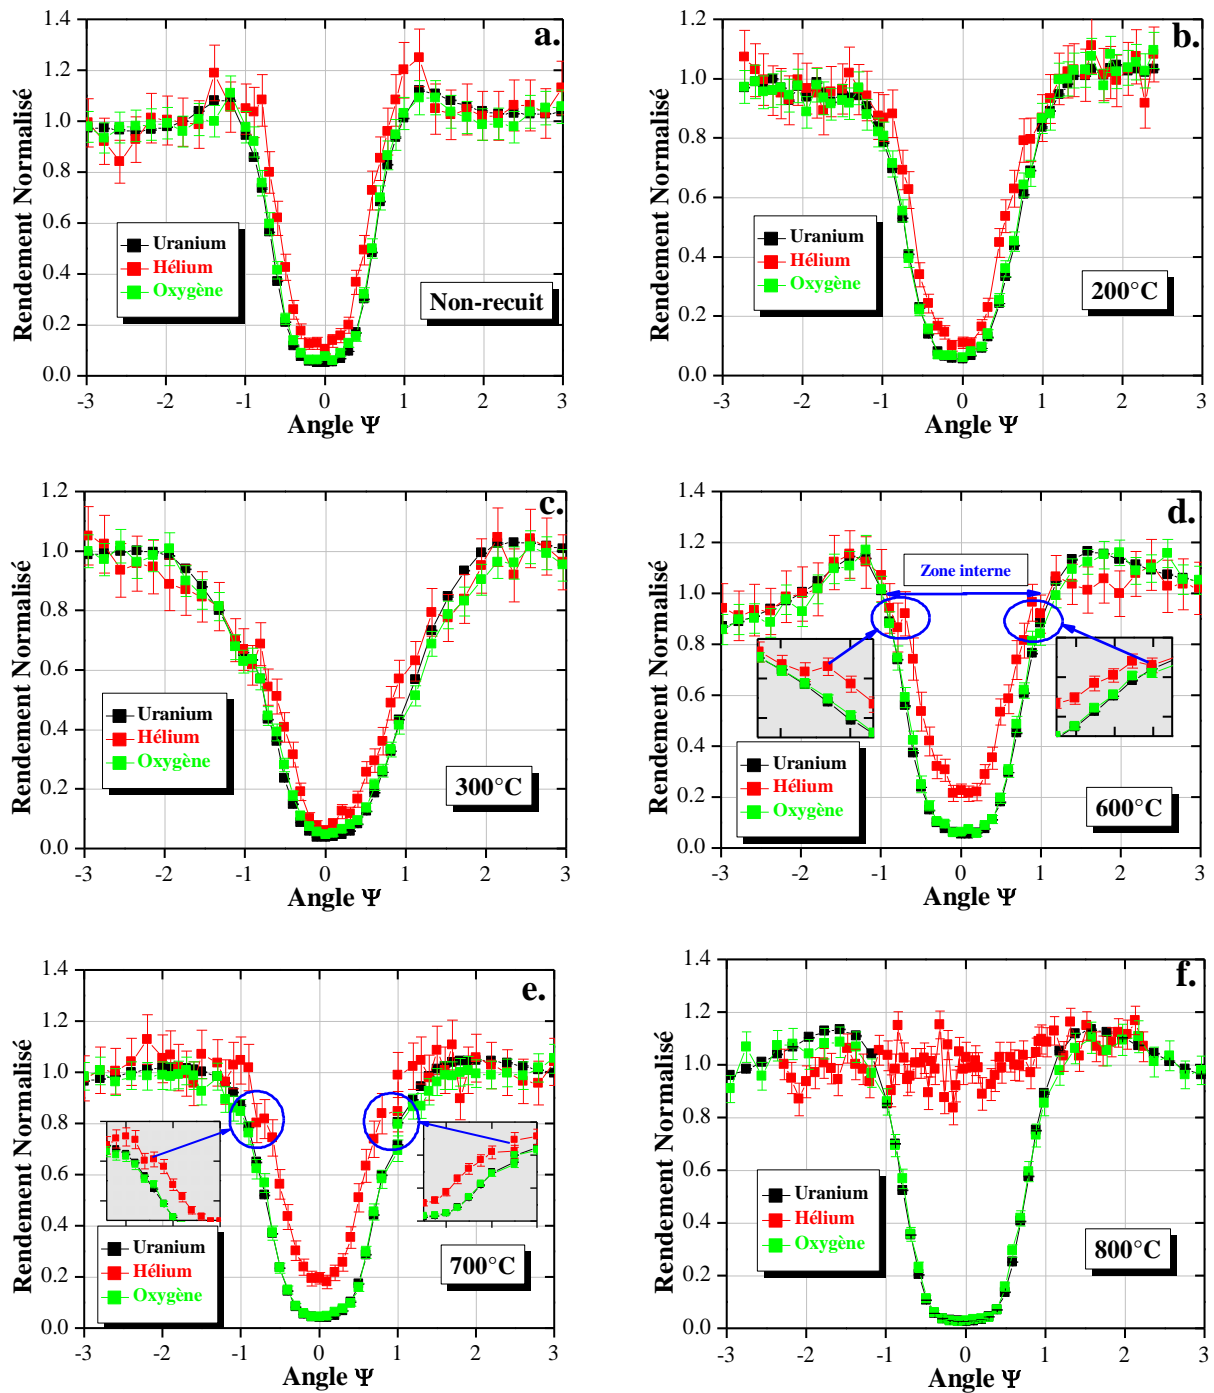 a.
1.4
1.2
1.0
0.8
0.6
0.4
0.2
0.0
Rendement Normalisé
Uranium
Hélium
Oxygène
Non-recuit
-3 -2 -1 0 1 2 3
Angle Ψ
b.
1.2
1.0
0.8
0.6
0.4
0.2
0.0
Rendement Normalisé
Uranium
Hélium
Oxygène
200°C
-3 -2 -1 0 1 2 3
Angle Ψ
c.
1.2
1.0
0.8
0.6
0.4
0.2
0.0
Rendement Normalisé
Uranium
Hélium
Oxygène
300°C
-3 -2 -1 0 1 2 3
Angle Ψ
d.
1.4
1.2
1.0
0.8
0.6
0.4
0.2
0.0
Rendement Normalisé
Zone interne
Uranium
Hélium
Oxygène
600°C
-3 -2 -1 0 1 2 3
Angle Ψ
e.
1.4
1.2
1.0
0.8
0.6
0.4
0.2
0.0
Rendement Normalisé
Uranium
Hélium
Oxygène
700°C
-3 -2 -1 0 1 2 3
Angle Ψ
f.
1.4
1.2
1.0
0.8
0.6
0.4
0.2
0.0
Rendement Normalisé
Uranium
Hélium
Oxygène
800°C
-3 -2 -1 0 1 2 3
Angle Ψ